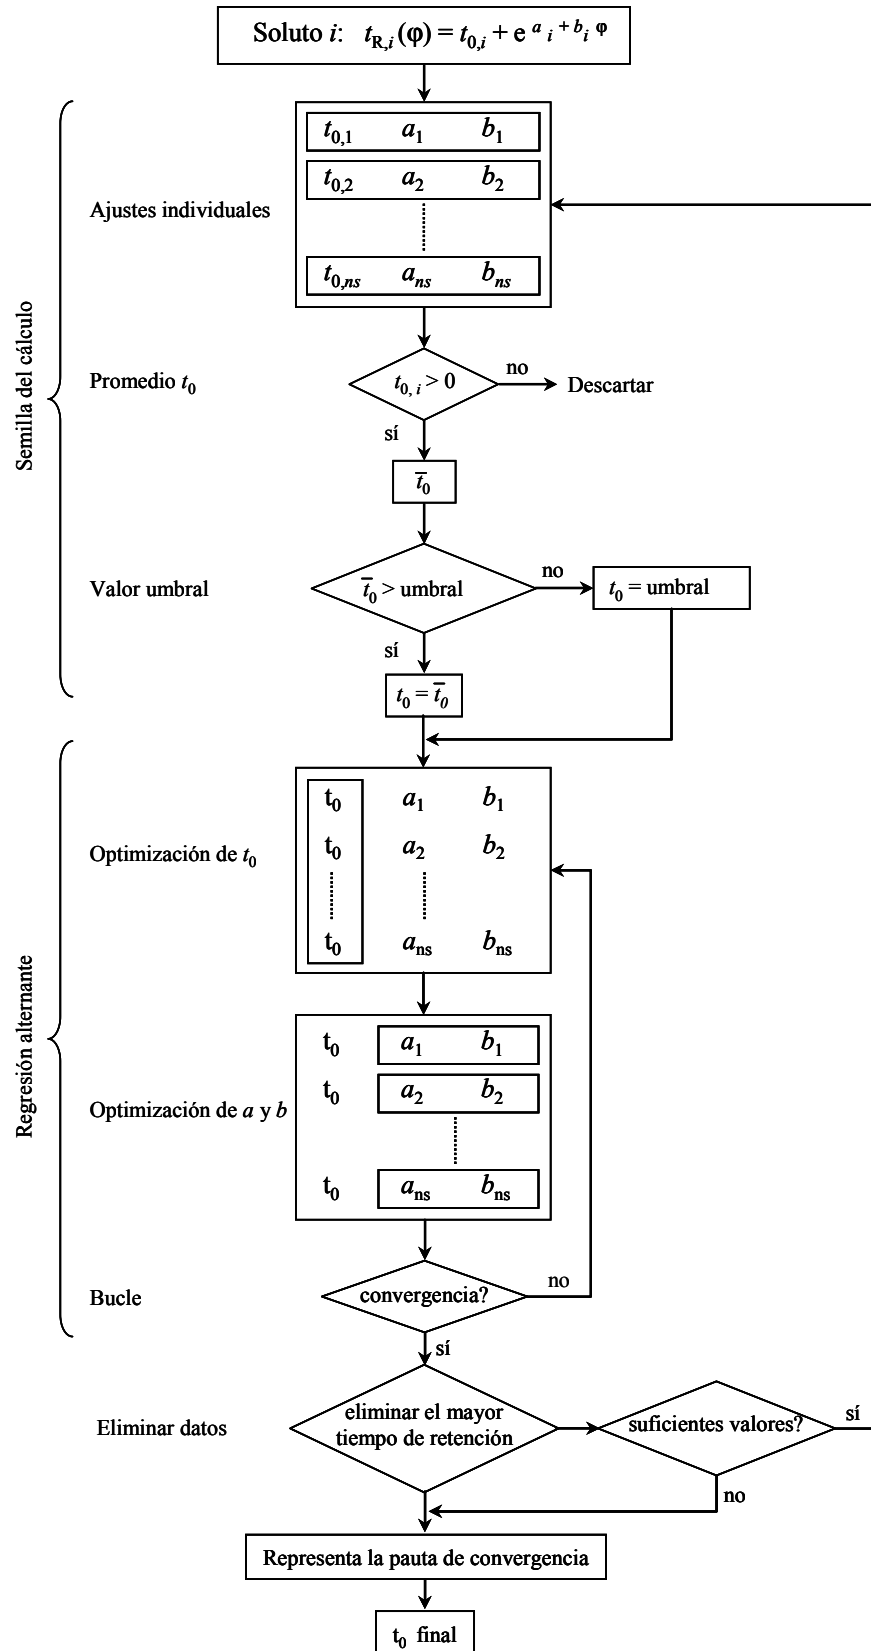 Soluto i: t_R,i(φ) = t_0,i + e^(a_i + b_i φ)
Semilla del cálculo
Ajustes individuales
t_0,1 a_1 b_1
t_0,2 a_2 b_2
t_0,ns a_ns b_ns
Promedio t_0
t_0, i > 0
no
Descartar
sí
t̅_0
Valor umbral
t̅_0 > umbral
no
t_0 = umbral
sí
t_0 = t̅_0
Regresión alternante
Optimización de t_0
t_0 a_1 b_1
t_0 a_2 b_2
t_0 a_ns b_ns
Optimización de a y b
t_0 a_1 b_1
t_0 a_2 b_2
t_0 a_ns b_ns
Bucle
convergencia?
no
sí
Eliminar datos
eliminar el mayor
tiempo de retención
suficientes valores?
sí
no
Representa la pauta de convergencia
t_0 final